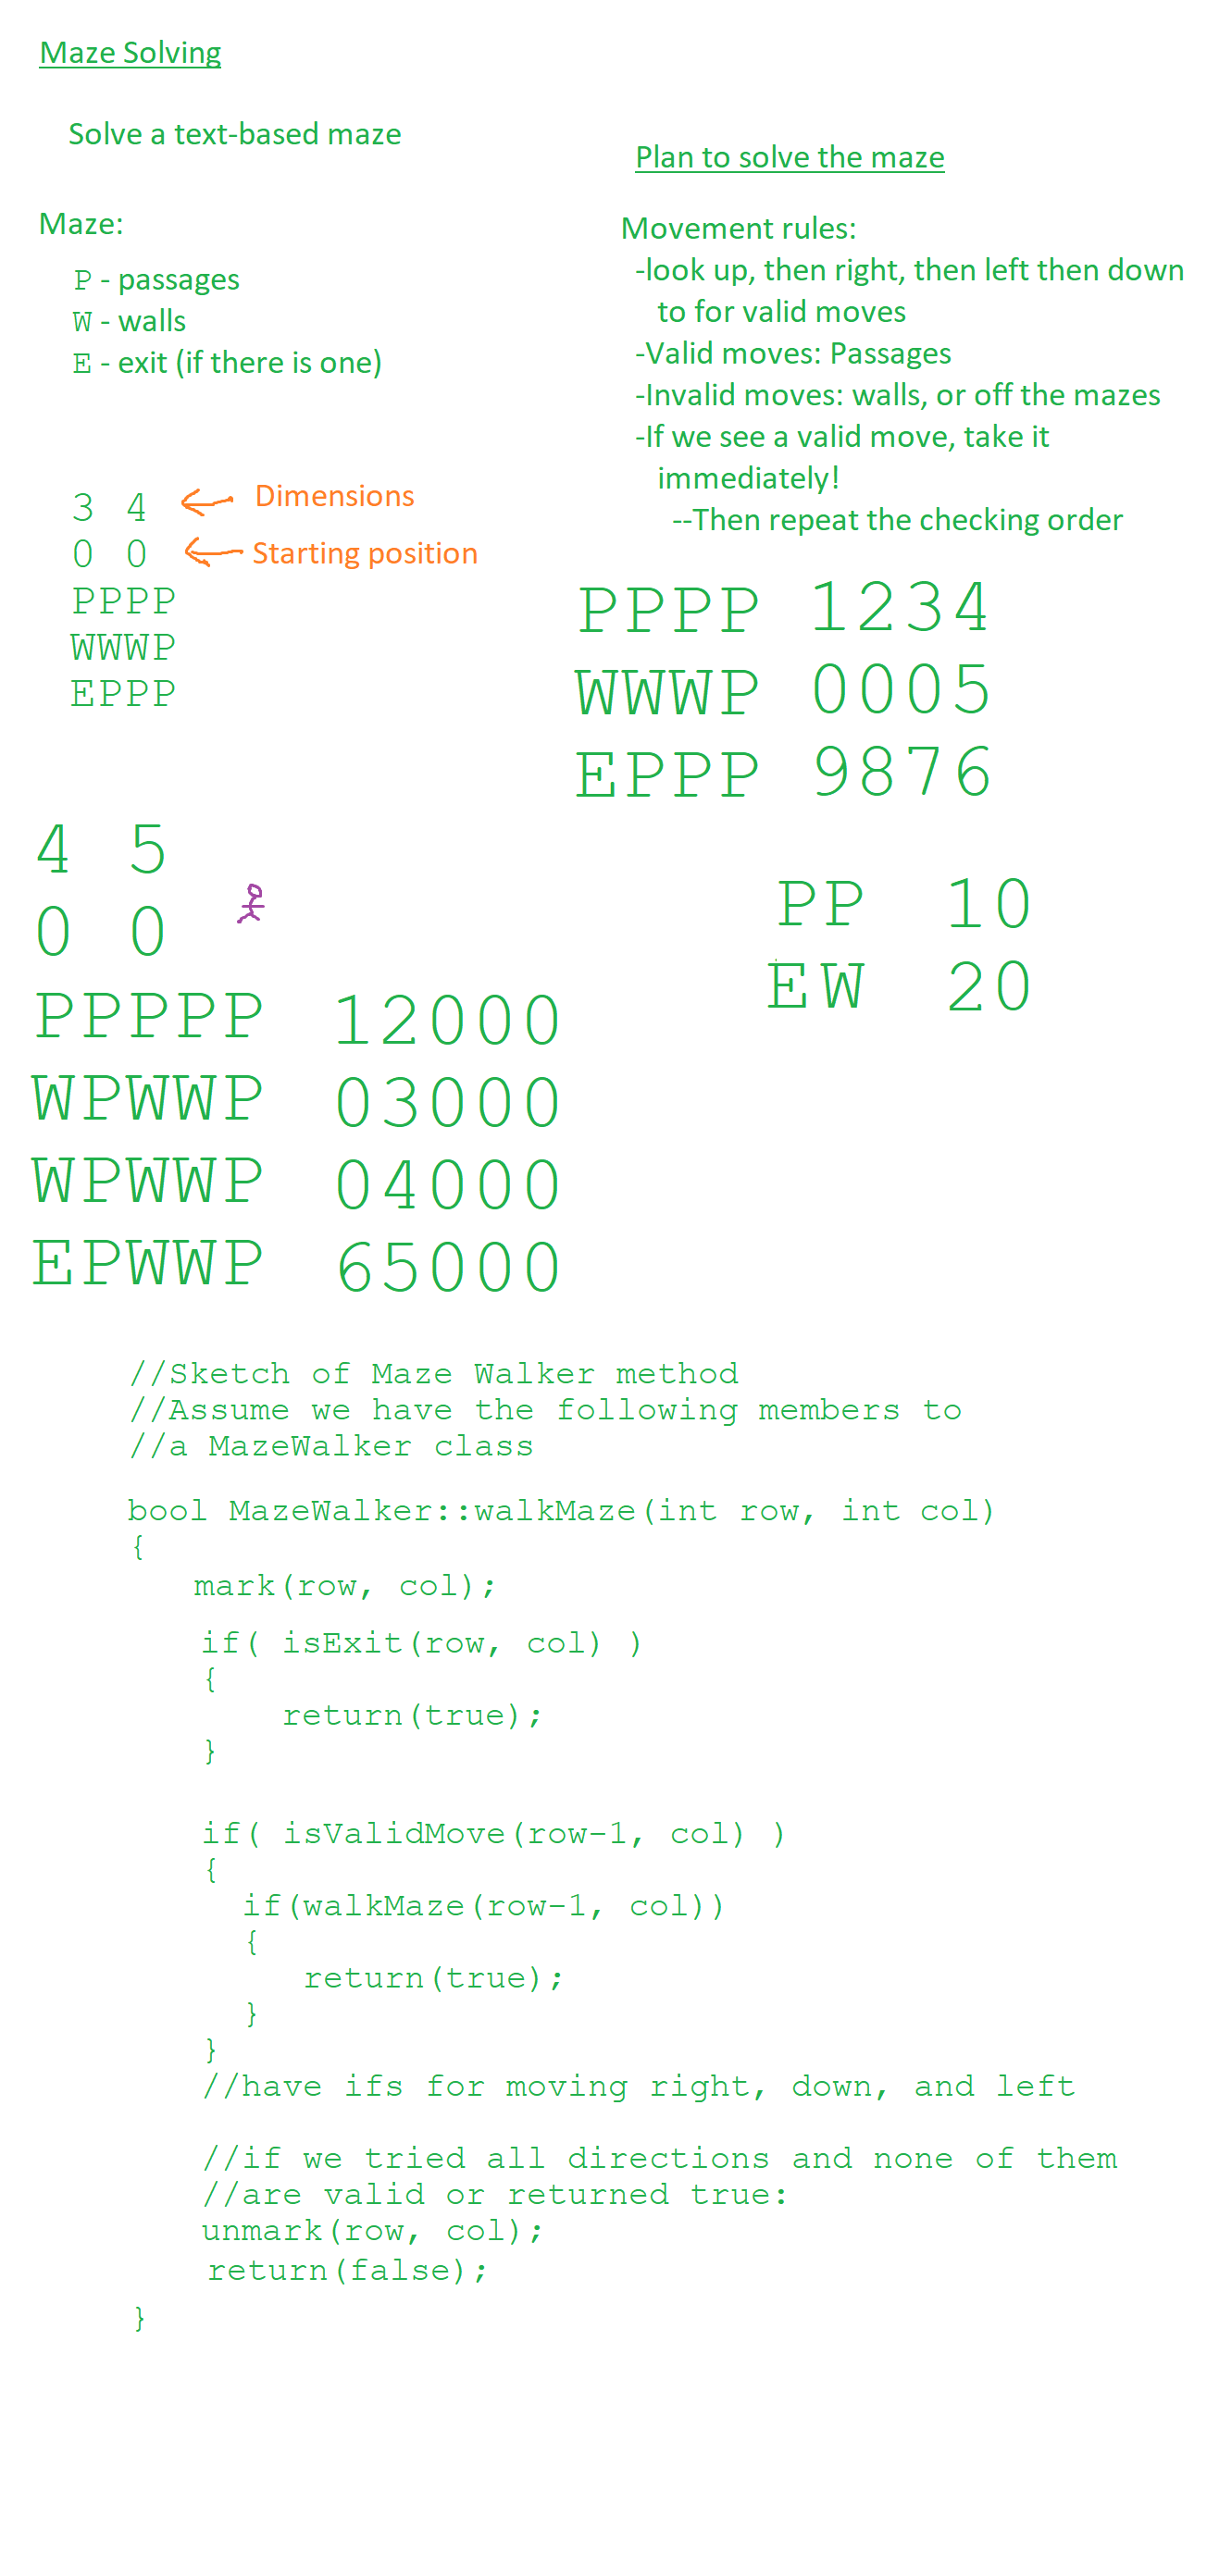 Maze Solving
Solve a text-based maze
Maze:
P - passages
W - walls
E - exit (if there is one)
3 4 Dimensions
0 0 Starting position
PPPP
WWWP
EPPP
Plan to solve the maze
Movement rules:
-look up, then right, then left then down
to for valid moves
-Valid moves: Passages
-Invalid moves: walls, or off the mazes
-If we see a valid move, take it
immediately!
--Then repeat the checking order
PPPP 1234
WWWP 0005
EPPP 9876
PP 10
EW 20
4 5
0 0
PPPPP 12000
WPWWP 03000
WPWWP 04000
EPWWP 65000
//Sketch of Maze Walker method
//Assume we have the following members to
//a MazeWalker class
bool MazeWalker::walkMaze(int row, int col)
{
mark(row, col);
if( isExit(row, col) )
{
return(true);
}
if( isValidMove(row-1, col) )
{
if(walkMaze(row-1, col))
{
return(true);
}
}
//have ifs for moving right, down, and left
//if we tried all directions and none of them
//are valid or returned true:
unmark(row, col);
return(false);
}